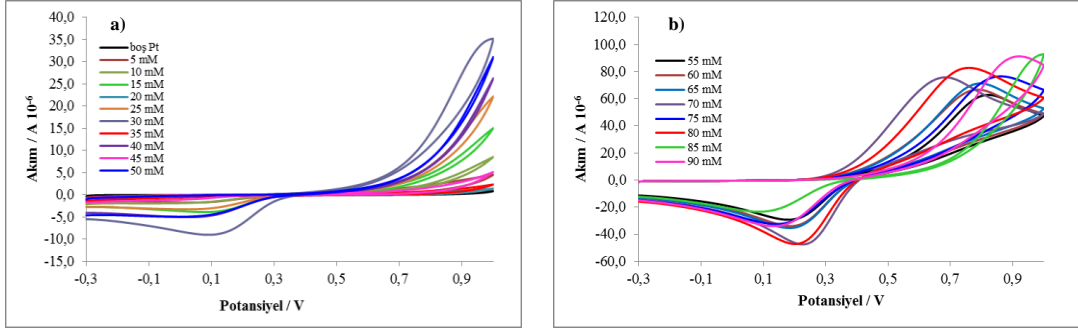 a)
40,0
35,0
30,0
25,0
20,0
15,0
10,0
5,0
0,0
-5,0
-10,0
-15,0
Akım / A 10⁻⁶
boş Pt
5 mM
10 mM
15 mM
20 mM
25 mM
30 mM
35 mM
40 mM
45 mM
50 mM
-0,3 -0,1 0,1 0,3 0,5 0,7 0,9
Potansiyel / V
b)
120,0
100,0
80,0
60,0
40,0
20,0
0,0
-20,0
-40,0
-60,0
Akım / A 10⁻⁶
55 mM
60 mM
65 mM
70 mM
75 mM
80 mM
85 mM
90 mM
-0,3 -0,1 0,1 0,3 0,5 0,7 0,9
Potansiyel / V